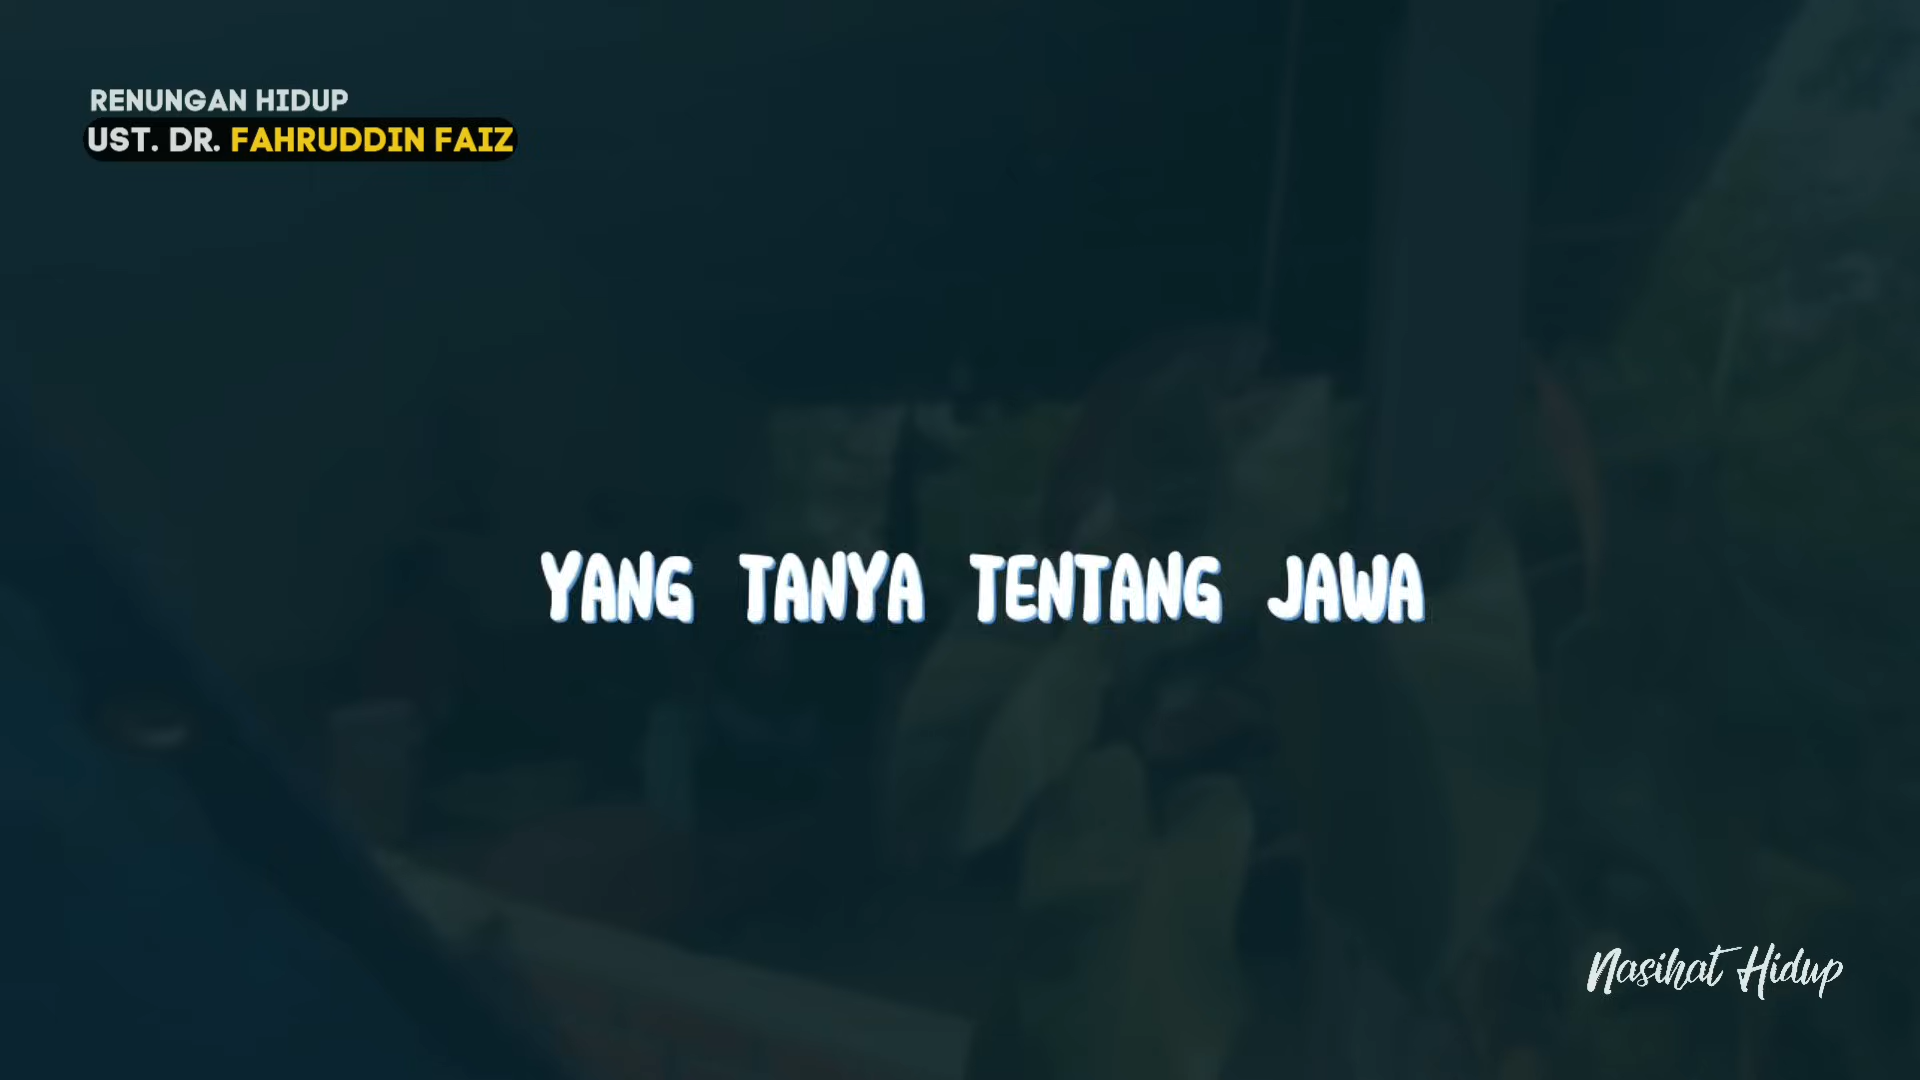 RENUNGAN HIDUP
UST. DR. FAHRUDDIN FAIZ
YANG TANYA TENTANG JAWA
Nasihat Hidup